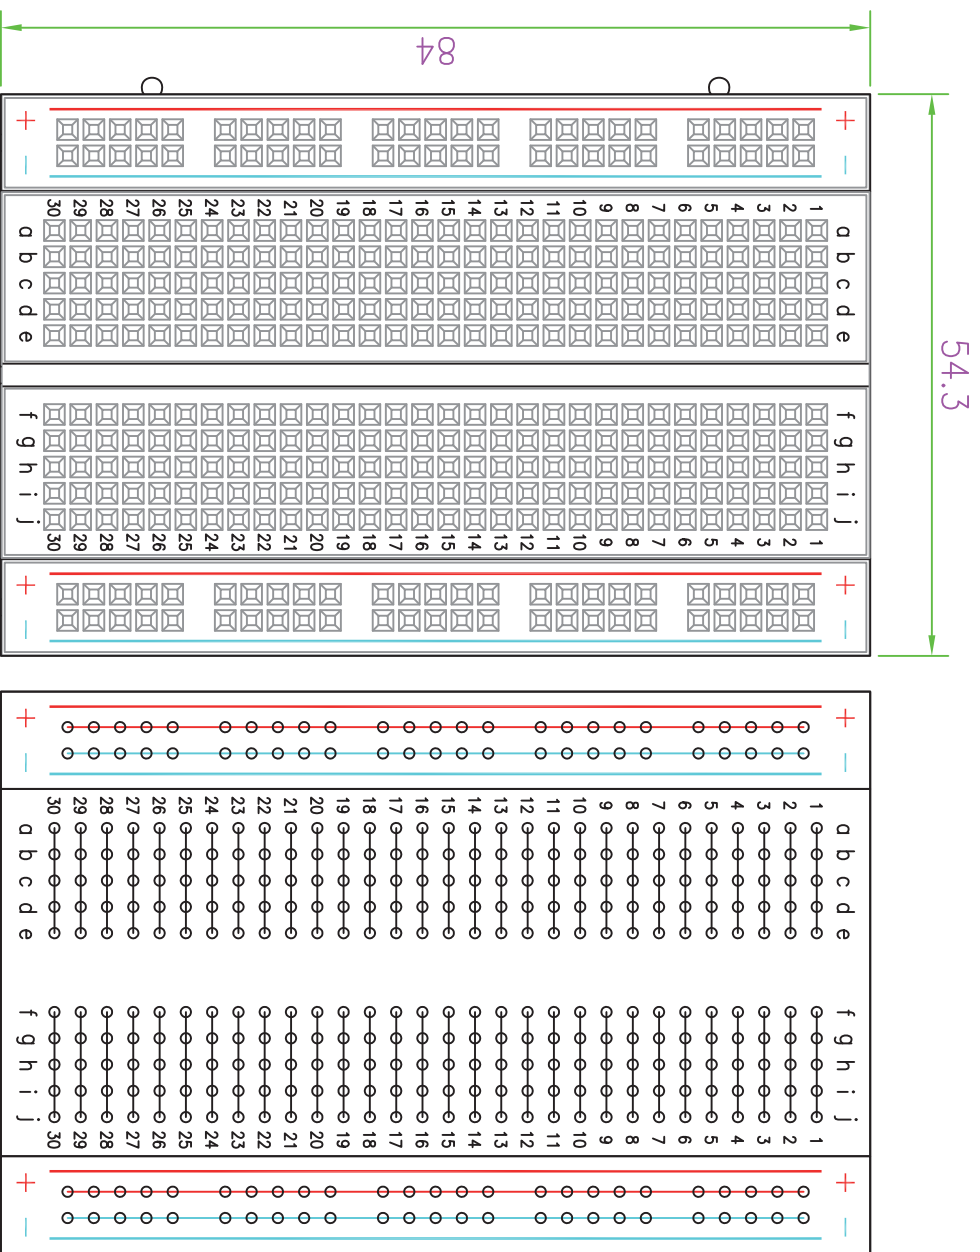 84
54.3
+ +
− −
30 29 28 27 26 25 24 23 22 21 20 19 18 17 16 15 14 13 12 11 10 9 8 7 6 5 4 3 2 1
a a
b b
c c
d d
e e
f f
g g
h h
i i
j j
30 29 28 27 26 25 24 23 22 21 20 19 18 17 16 15 14 13 12 11 10 9 8 7 6 5 4 3 2 1
+ +
− −
+ +
− −
30 29 28 27 26 25 24 23 22 21 20 19 18 17 16 15 14 13 12 11 10 9 8 7 6 5 4 3 2 1
a a
b b
c c
d d
e e
f f
g g
h h
i i
j j
30 29 28 27 26 25 24 23 22 21 20 19 18 17 16 15 14 13 12 11 10 9 8 7 6 5 4 3 2 1
+ +
− −